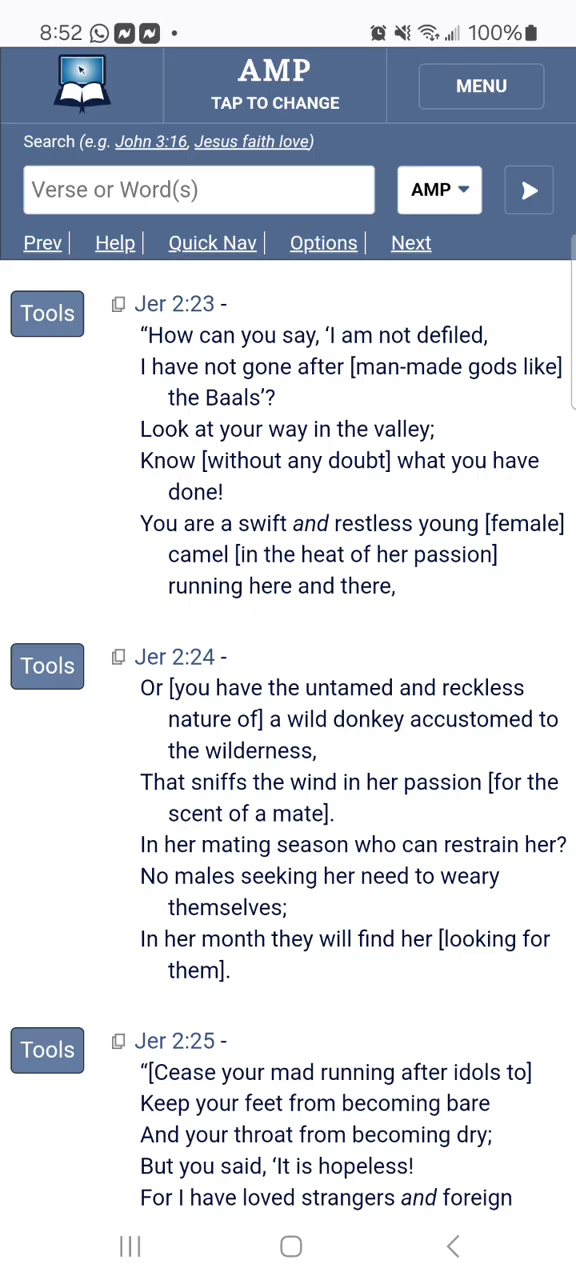 8:52 100%
AMP
TAP TO CHANGE
MENU
Search (e.g. John 3:16, Jesus faith love)
Verse or Word(s)
AMP
Prev| Help| Quick Nav| Options| Next
Tools
Jer 2:23 -
“How can you say, ‘I am not defiled,
I have not gone after [man-made gods like]
the Baals’?
Look at your way in the valley;
Know [without any doubt] what you have
done!
You are a swift and restless young [female]
camel [in the heat of her passion]
running here and there,
Tools
Jer 2:24 -
Or [you have the untamed and reckless
nature of] a wild donkey accustomed to
the wilderness,
That sniffs the wind in her passion [for the
scent of a mate].
In her mating season who can restrain her?
No males seeking her need to weary
themselves;
In her month they will find her [looking for
them].
Tools
Jer 2:25 -
“[Cease your mad running after idols to]
Keep your feet from becoming bare
And your throat from becoming dry;
But you said, ‘It is hopeless!
For I have loved strangers and foreign